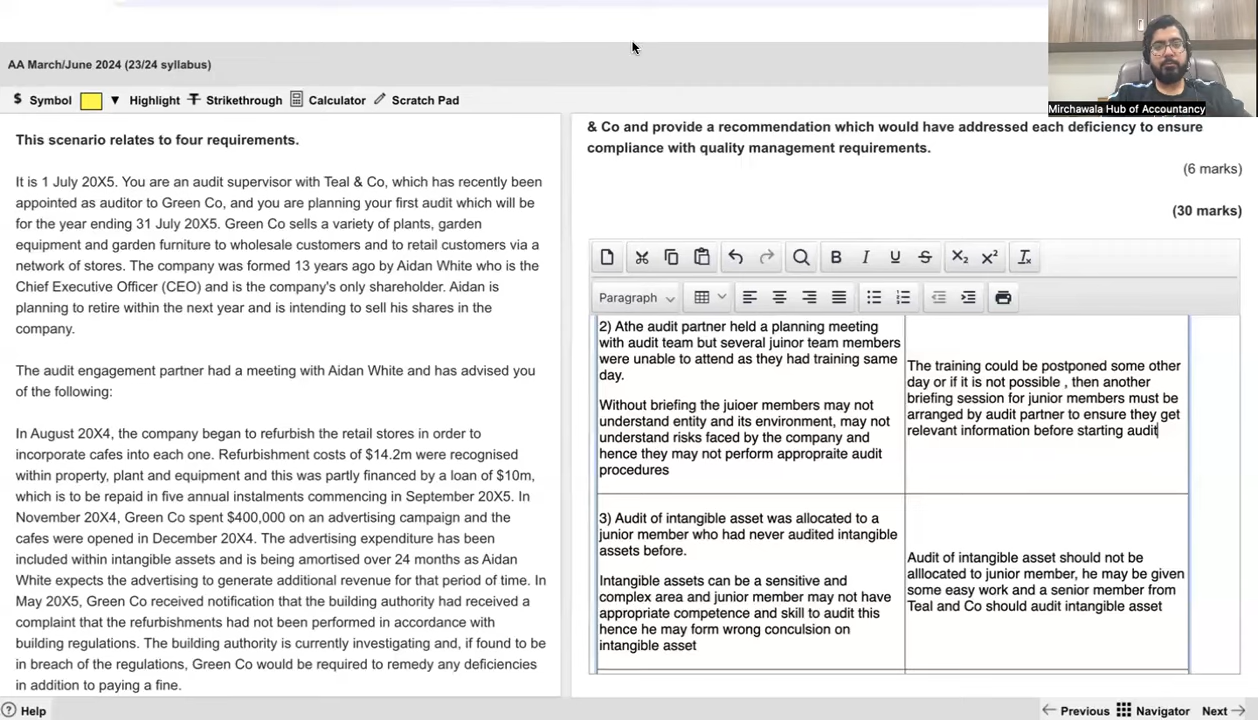 AA March/June 2024 (23/24 syllabus)
Mirchawala Hub of Accountancy
$ Symbol Highlight Strikethrough Calculator Scratch Pad
This scenario relates to four requirements.
It is 1 July 20X5. You are an audit supervisor with Teal & Co, which has recently been
appointed as auditor to Green Co, and you are planning your first audit which will be
for the year ending 31 July 20X5. Green Co sells a variety of plants, garden
equipment and garden furniture to wholesale customers and to retail customers via a
network of stores. The company was formed 13 years ago by Aidan White who is the
Chief Executive Officer (CEO) and is the company's only shareholder. Aidan is
planning to retire within the next year and is intending to sell his shares in the
company.
The audit engagement partner had a meeting with Aidan White and has advised you
of the following:
In August 20X4, the company began to refurbish the retail stores in order to
incorporate cafes into each one. Refurbishment costs of $14.2m were recognised
within property, plant and equipment and this was partly financed by a loan of $10m,
which is to be repaid in five annual instalments commencing in September 20X5. In
November 20X4, Green Co spent $400,000 on an advertising campaign and the
cafes were opened in December 20X4. The advertising expenditure has been
included within intangible assets and is being amortised over 24 months as Aidan
White expects the advertising to generate additional revenue for that period of time. In
May 20X5, Green Co received notification that the building authority had received a
complaint that the refurbishments had not been performed in accordance with
building regulations. The building authority is currently investigating and, if found to be
in breach of the regulations, Green Co would be required to remedy any deficiencies
in addition to paying a fine.
& Co and provide a recommendation which would have addressed each deficiency to ensure
compliance with quality management requirements.
(6 marks)
(30 marks)
B I U S X₂ X² Tx
Paragraph
2) Athe audit partner held a planning meeting
with audit team but several juinor team members
were unable to attend as they had training same
day.
Without briefing the juioer members may not
understand entity and its environment, may not
understand risks faced by the company and
hence they may not perform appropraite audit
procedures
The training could be postponed some other
day or if it is not possible , then another
briefing session for junior members must be
arranged by audit partner to ensure they get
relevant information before starting audit
3) Audit of intangible asset was allocated to a
junior member who had never audited intangible
assets before.
Intangible assets can be a sensitive and
complex area and junior member may not have
appropriate competence and skill to audit this
hence he may form wrong conculsion on
intangible asset
Audit of intangible asset should not be
alllocated to junior member, he may be given
some easy work and a senior member from
Teal and Co should audit intangible asset
Help
Previous Navigator Next